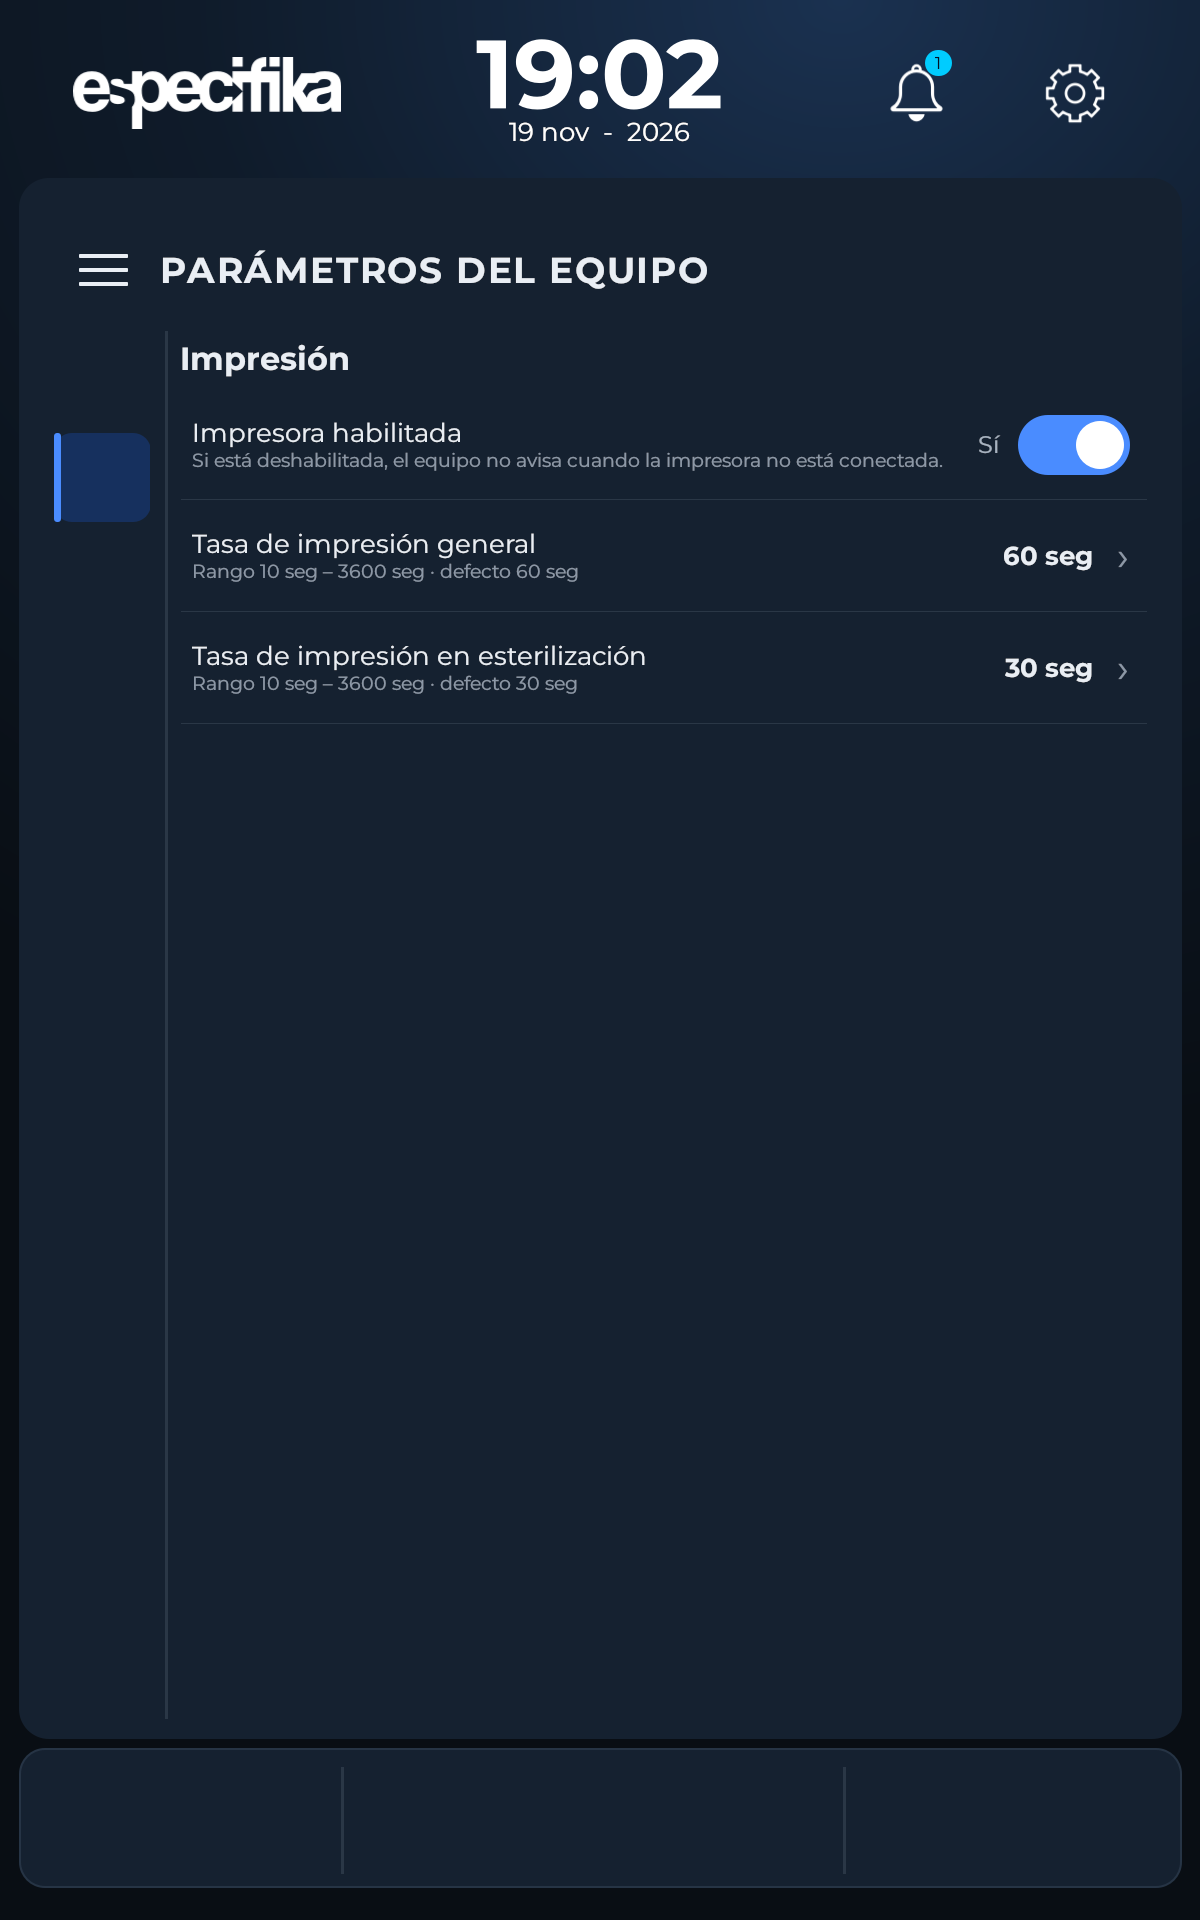 especifika
19:02
19 nov - 2026
1
PARÁMETROS DEL EQUIPO
Impresión
Impresora habilitada
Si está deshabilitada, el equipo no avisa cuando la impresora no está conectada.
Sí
Tasa de impresión general
Rango 10 seg – 3600 seg · defecto 60 seg
60 seg ›
Tasa de impresión en esterilización
Rango 10 seg – 3600 seg · defecto 30 seg
30 seg ›